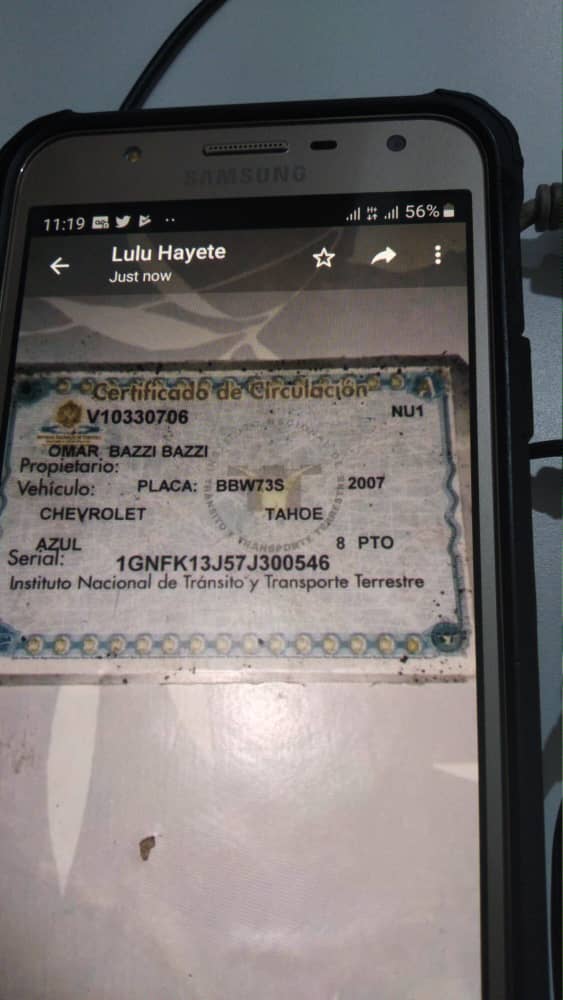 SAMSUNG
11:19 56%
Lulu Hayete
Just now
Certificado de Circulación A
V10330706 NU1
OMAR BAZZI BAZZI
Propietario:
Vehículo: PLACA: BBW73S 2007
CHEVROLET TAHOE
AZUL 8 PTO
Serial: 1GNFK13J57J300546
Instituto Nacional de Tránsito y Transporte Terrestre